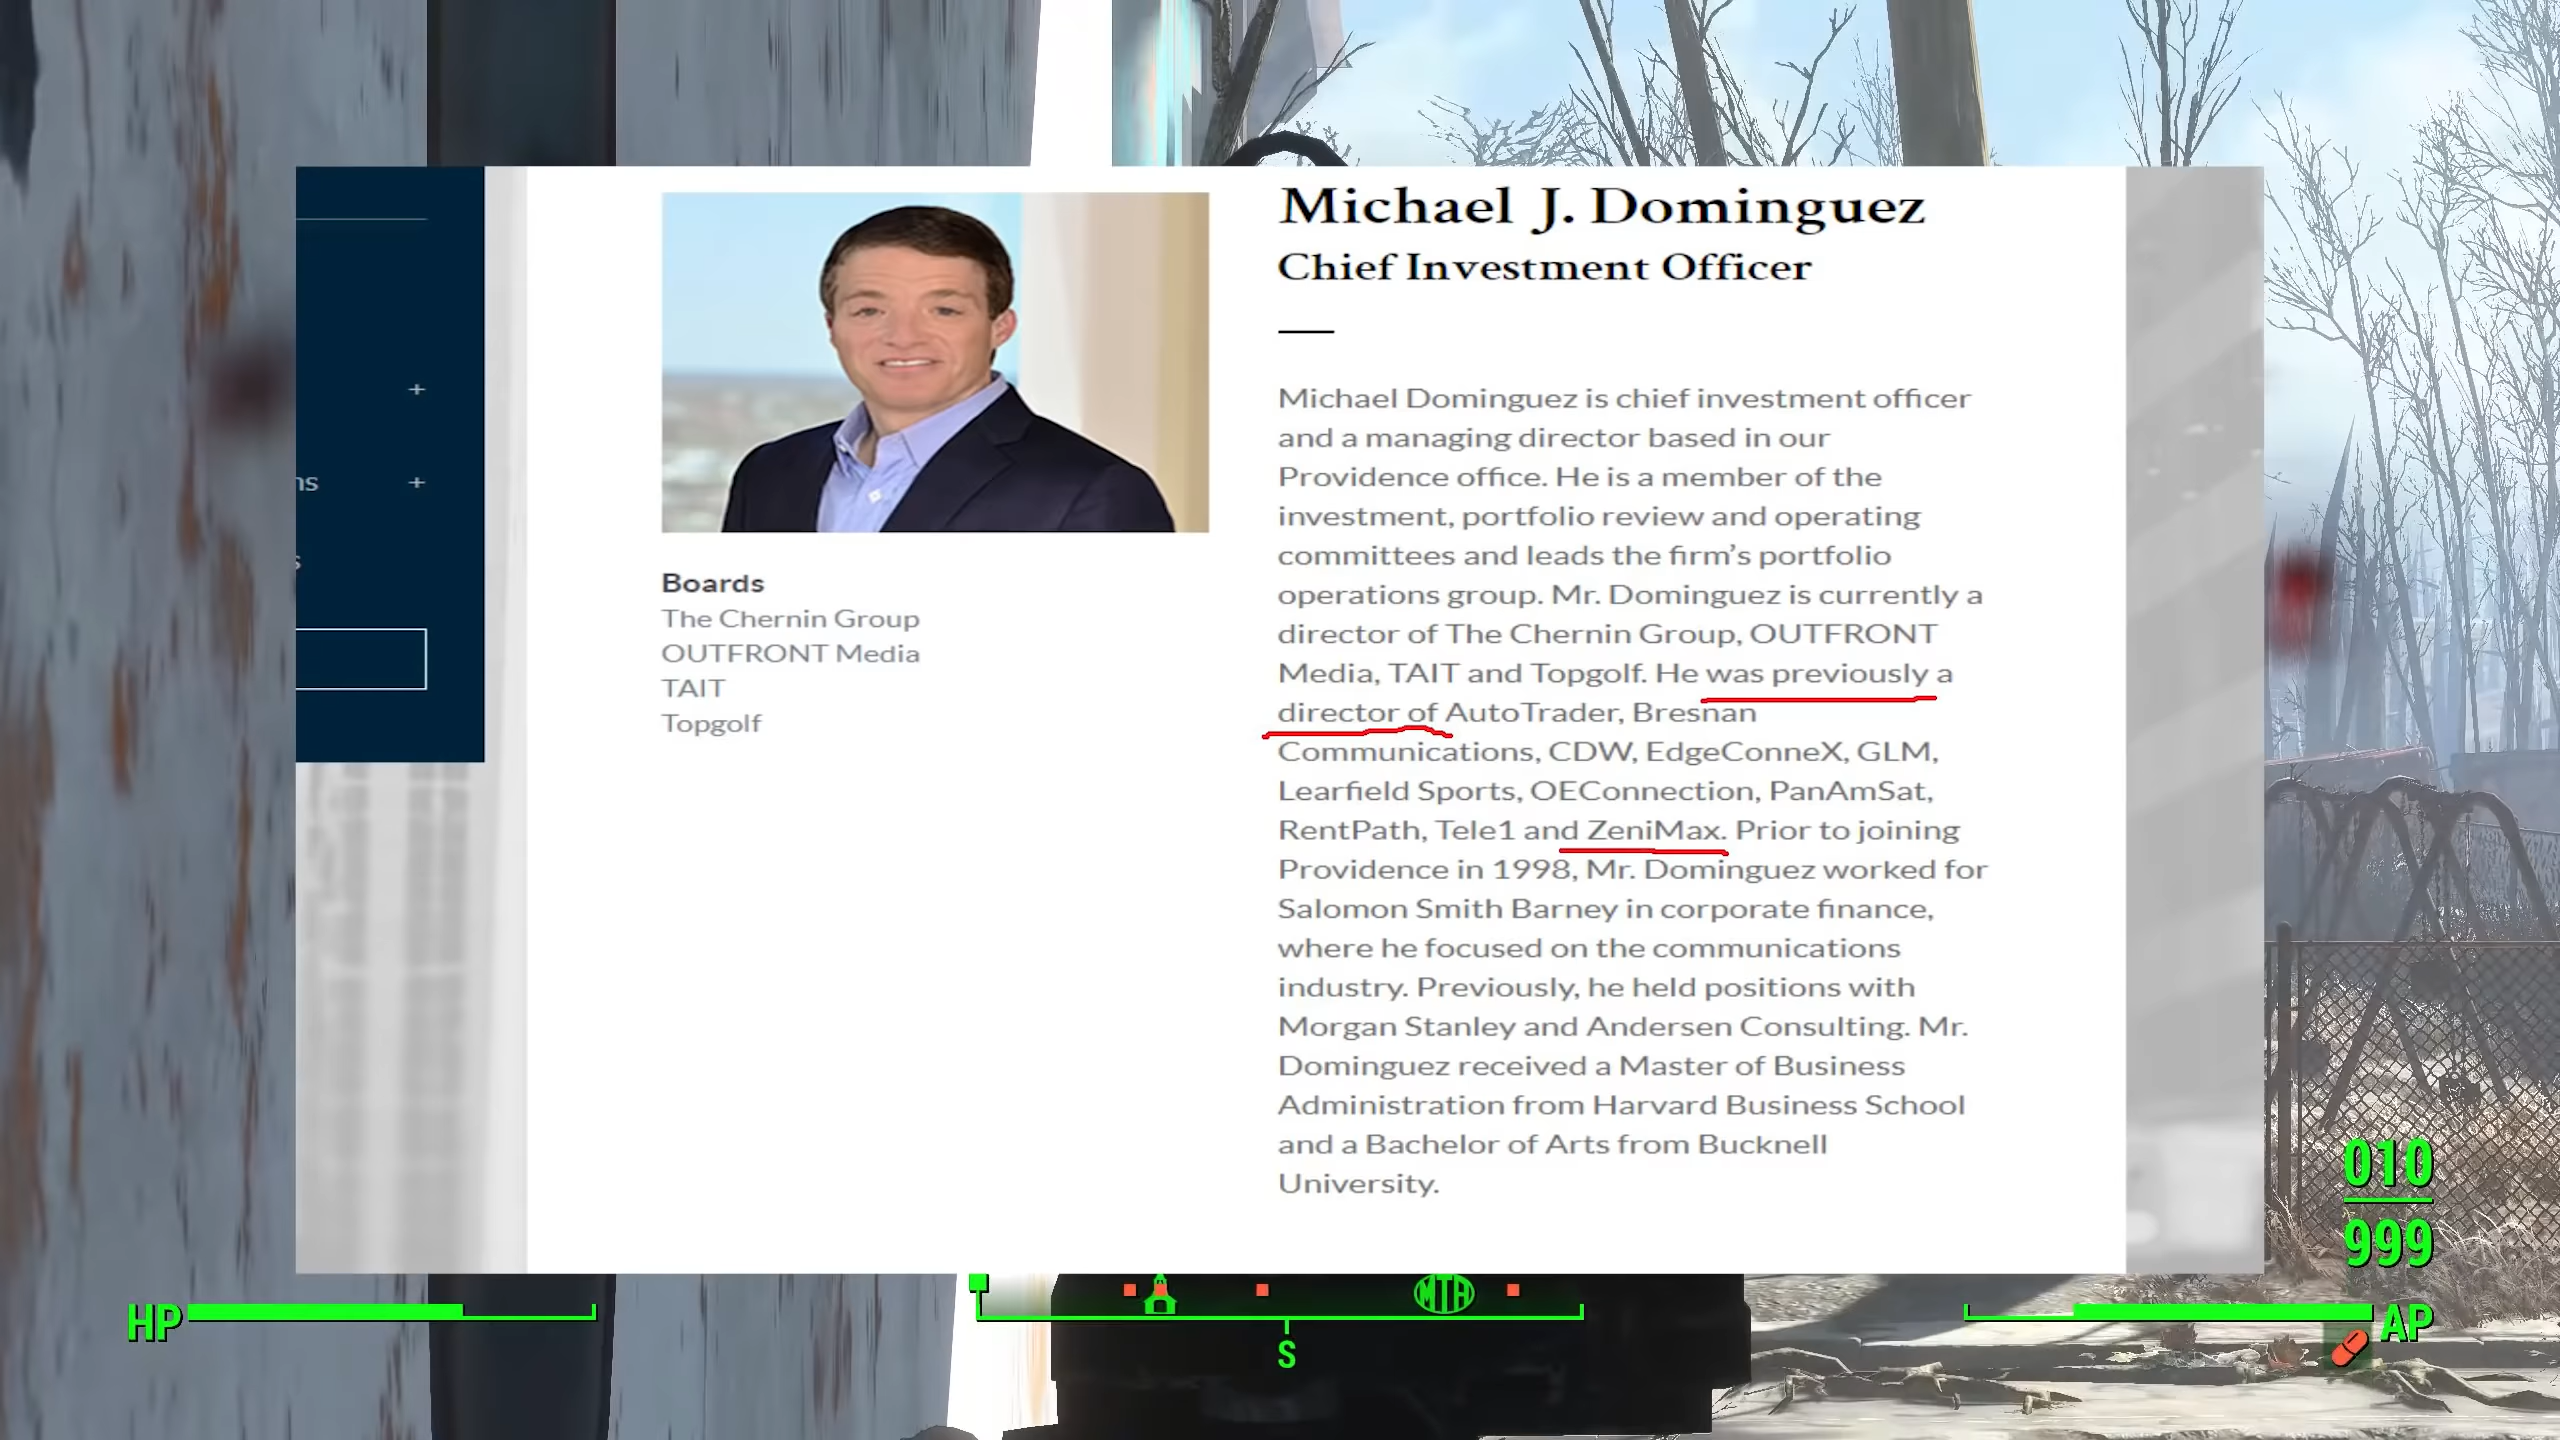 Michael J. Dominguez
Chief Investment Officer
Michael Dominguez is chief investment officer
and a managing director based in our
Providence office. He is a member of the
investment, portfolio review and operating
committees and leads the firm’s portfolio
operations group. Mr. Dominguez is currently a
director of The Chernin Group, OUTFRONT
Media, TAIT and Topgolf. He was previously a
director of AutoTrader, Bresnan
Communications, CDW, EdgeConneX, GLM,
Learfield Sports, OEConnection, PanAmSat,
RentPath, Tele1 and ZeniMax. Prior to joining
Providence in 1998, Mr. Dominguez worked for
Salomon Smith Barney in corporate finance,
where he focused on the communications
industry. Previously, he held positions with
Morgan Stanley and Andersen Consulting. Mr.
Dominguez received a Master of Business
Administration from Harvard Business School
and a Bachelor of Arts from Bucknell
University.
Boards
The Chernin Group
OUTFRONT Media
TAIT
Topgolf
+
ns +
s
010
999
HP
MTA
S
AP